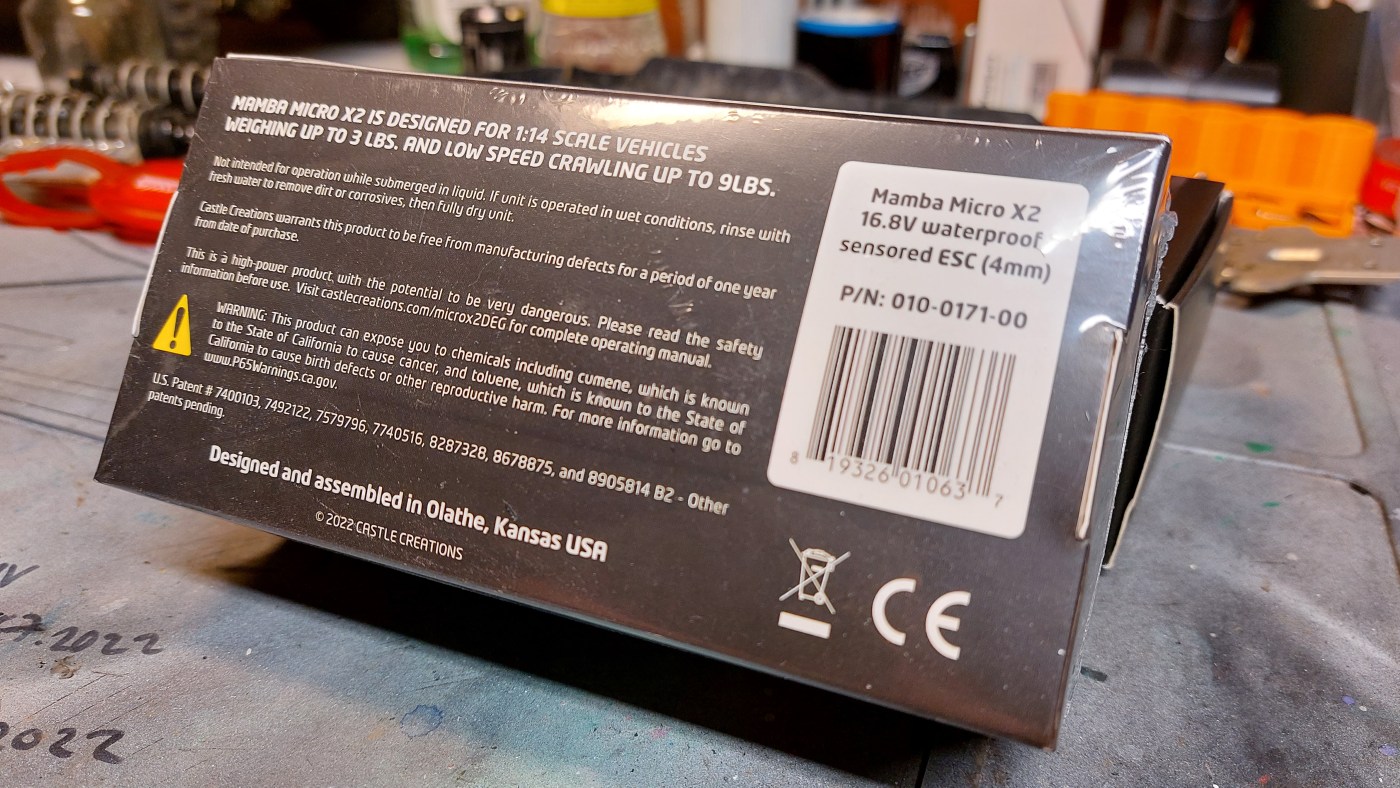 MAMBA MICRO X2 IS DESIGNED FOR 1:14 SCALE VEHICLES
WEIGHING UP TO 3 LBS. AND LOW SPEED CRAWLING UP TO 9LBS.
Not intended for operation while submerged in liquid. If unit is operated in wet conditions, rinse with
fresh water to remove dirt or corrosives, then fully dry unit.
Castle Creations warrants this product to be free from manufacturing defects for a period of one year
from date of purchase.
This is a high-power product, with the potential to be very dangerous. Please read the safety
information before use. Visit castlecreations.com/microx2DEG for complete operating manual.
WARNING: This product can expose you to chemicals including cumene, which is known
to the State of California to cause cancer, and toluene, which is known to the State of
California to cause birth defects or other reproductive harm. For more information go to
www.P65Warnings.ca.gov.
U.S. Patent # 7400103, 7492122, 7579796, 7740516, 8287328, 8678875, and 8905814 B2 - Other
patents pending.
Designed and assembled in Olathe, Kansas USA
© 2022 CASTLE CREATIONS
Mamba Micro X2
16.8V waterproof
sensored ESC (4mm)
P/N: 010-0171-00
8 19326 01063 7
CE
2022
2022